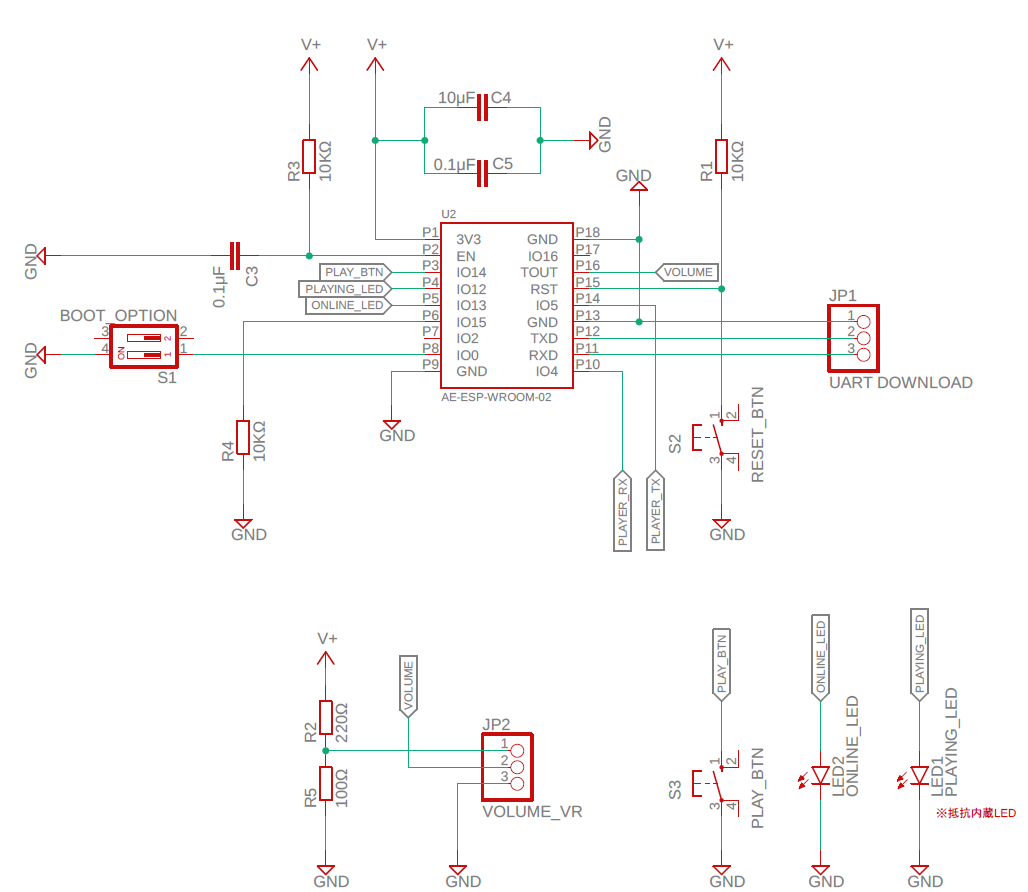 V+
V+
V+
10µF C4
GND
0.1µF C5
R3 10KΩ
R1 10KΩ
GND
U2
P1 3V3 GND P18
P2 EN IO16 P17
P3 IO14 TOUT P16
P4 IO12 RST P15
P5 IO13 IO5 P14
P6 IO15 GND P13
P7 IO2 TXD P12
P8 IO0 RXD P11
P9 GND IO4 P10
AE-ESP-WROOM-02
GND
0.1µF C3
PLAY_BTN
PLAYING_LED
ONLINE_LED
VOLUME
BOOT_OPTION
3 2 2
4 ON 1 1
S1
GND
JP1
1
2
3
UART DOWNLOAD
GND
R4 10KΩ
GND
S2
1 2
3 4
RESET_BTN
GND
PLAYER_RX
PLAYER_TX
V+
R2 220Ω
R5 100Ω
GND
VOLUME
JP2
1
2
3
VOLUME_VR
GND
PLAY_BTN
S3
1 2
3 4
PLAY_BTN
GND
ONLINE_LED
LED2
ONLINE_LED
GND
PLAYING_LED
LED1
PLAYING_LED
※抵抗内蔵LED
GND